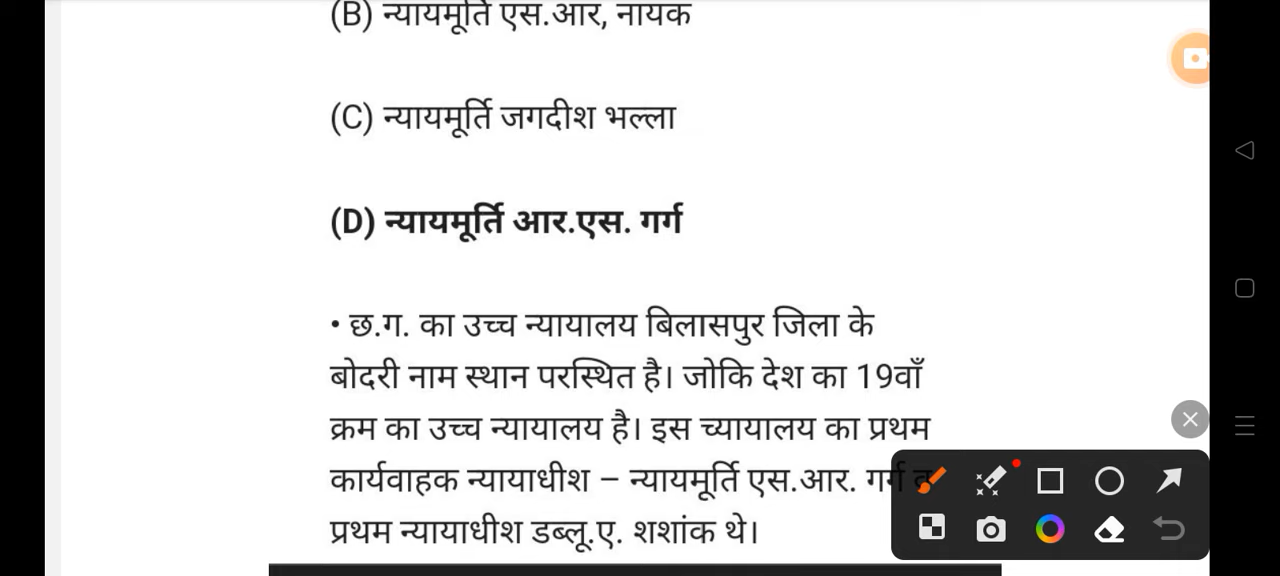 (B) न्यायमूर्ति एस.आर, नायक
(C) न्यायमूर्ति जगदीश भल्ला
(D) न्यायमूर्ति आर.एस. गर्ग
• छ.ग. का उच्च न्यायालय बिलासपुर जिला के
बोदरी नाम स्थान परस्थित है। जोकि देश का 19वाँ
क्रम का उच्च न्यायालय है। इस च्यायालय का प्रथम
कार्यवाहक न्यायाधीश – न्यायमूर्ति एस.आर. गर्ग
प्रथम न्यायाधीश डब्लू.ए. शशांक थे।